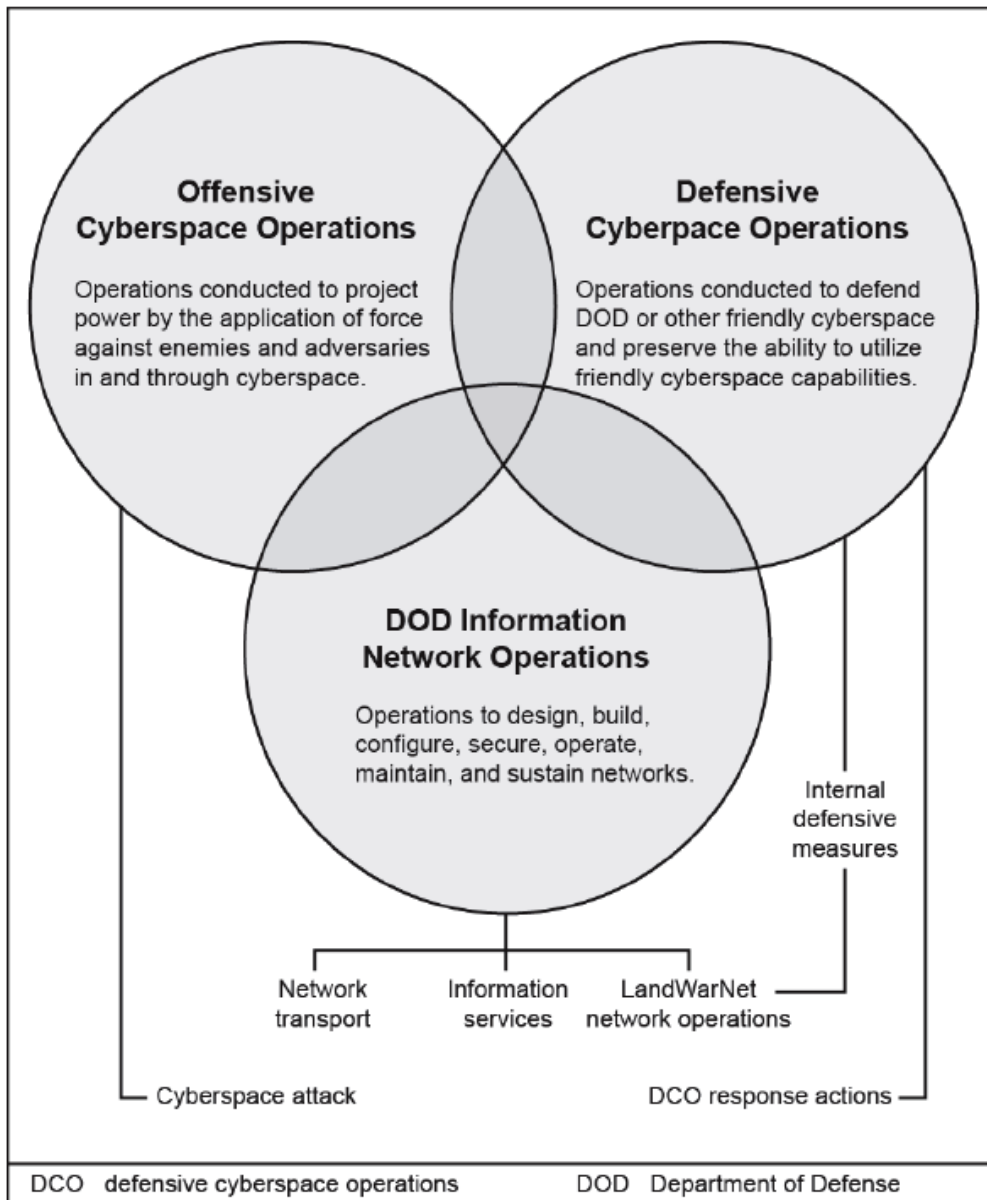 Offensive
Cyberspace Operations
Operations conducted to project
power by the application of force
against enemies and adversaries
in and through cyberspace.
Defensive
Cyberpace Operations
Operations conducted to defend
DOD or other friendly cyberspace
and preserve the ability to utilize
friendly cyberspace capabilities.
DOD Information
Network Operations
Operations to design, build,
configure, secure, operate,
maintain, and sustain networks.
Internal
defensive
measures
Network
transport
Information
services
LandWarNet
network operations
Cyberspace attack
DCO response actions
DCO defensive cyberspace operations
DOD Department of Defense